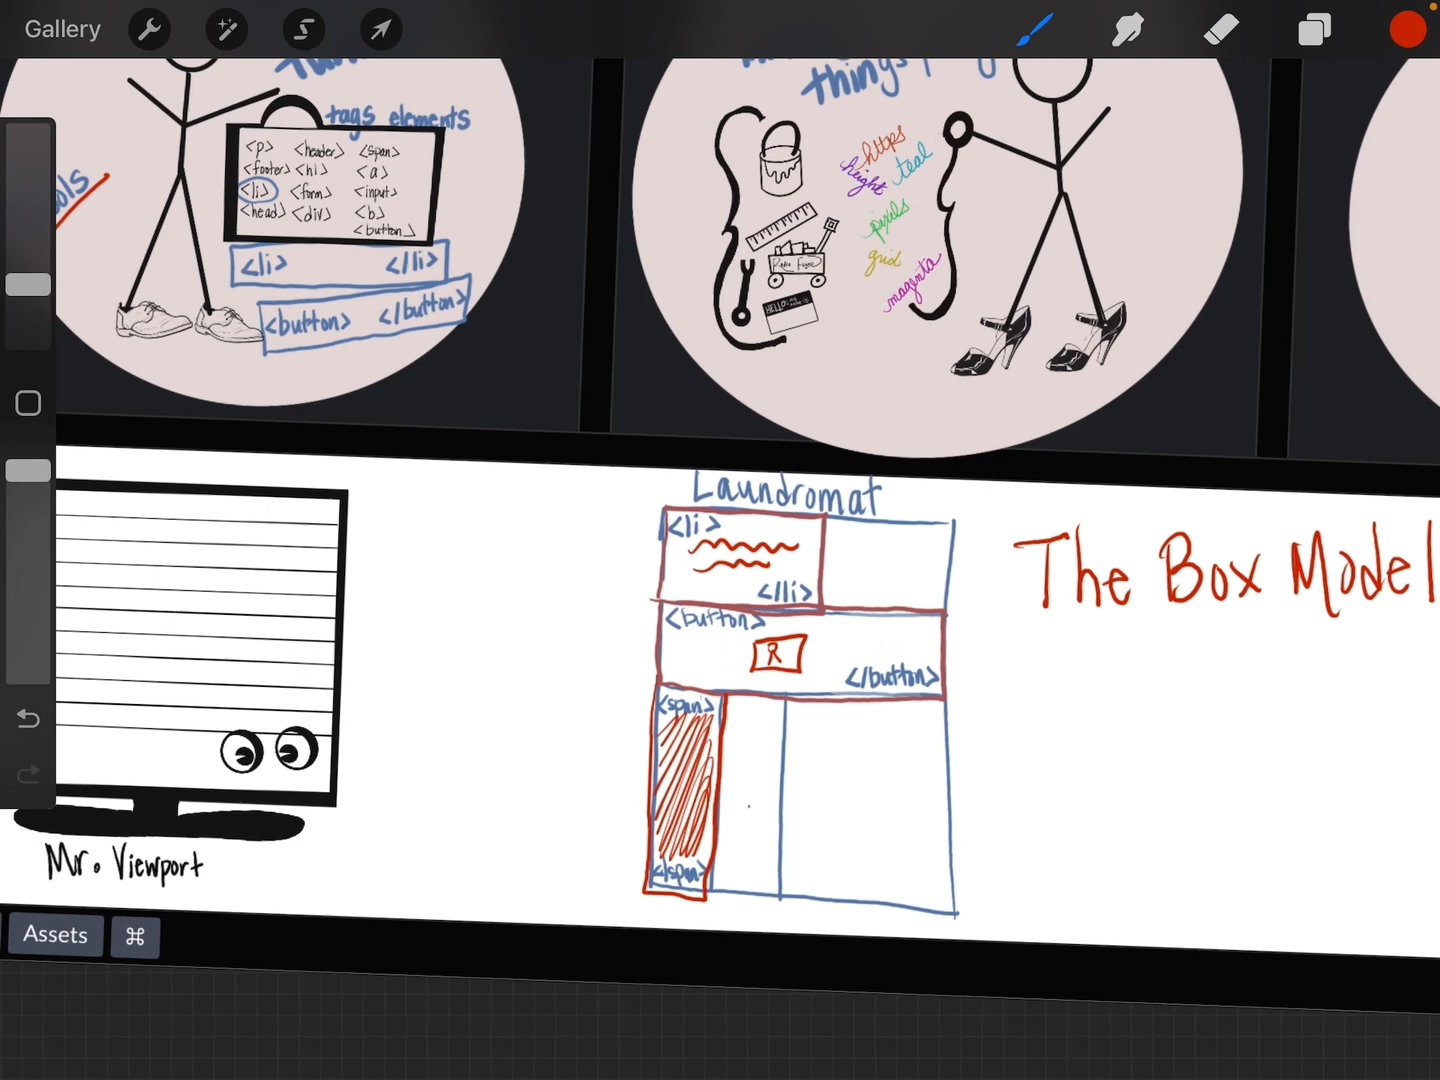 Gallery
things
tags elements
<p> <header> <span>
<footer> <h1> <a>
<li> <form> <input>
<head> <div> <b>
<button>
<li> </li>
<button> </button>
https
height teal
pixels
grid
magenta
HELLO
Laundromat
<li>
</li>
<button>
R
</button>
<span>
</span>
The Box Model
Mr. Viewport
Assets
⌘